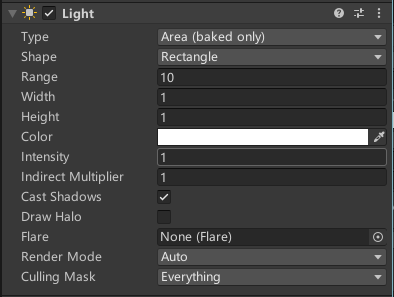 Light
Type Area (baked only)
Shape Rectangle
Range 10
Width 1
Height 1
Color
Intensity 1
Indirect Multiplier 1
Cast Shadows
Draw Halo
Flare None (Flare)
Render Mode Auto
Culling Mask Everything